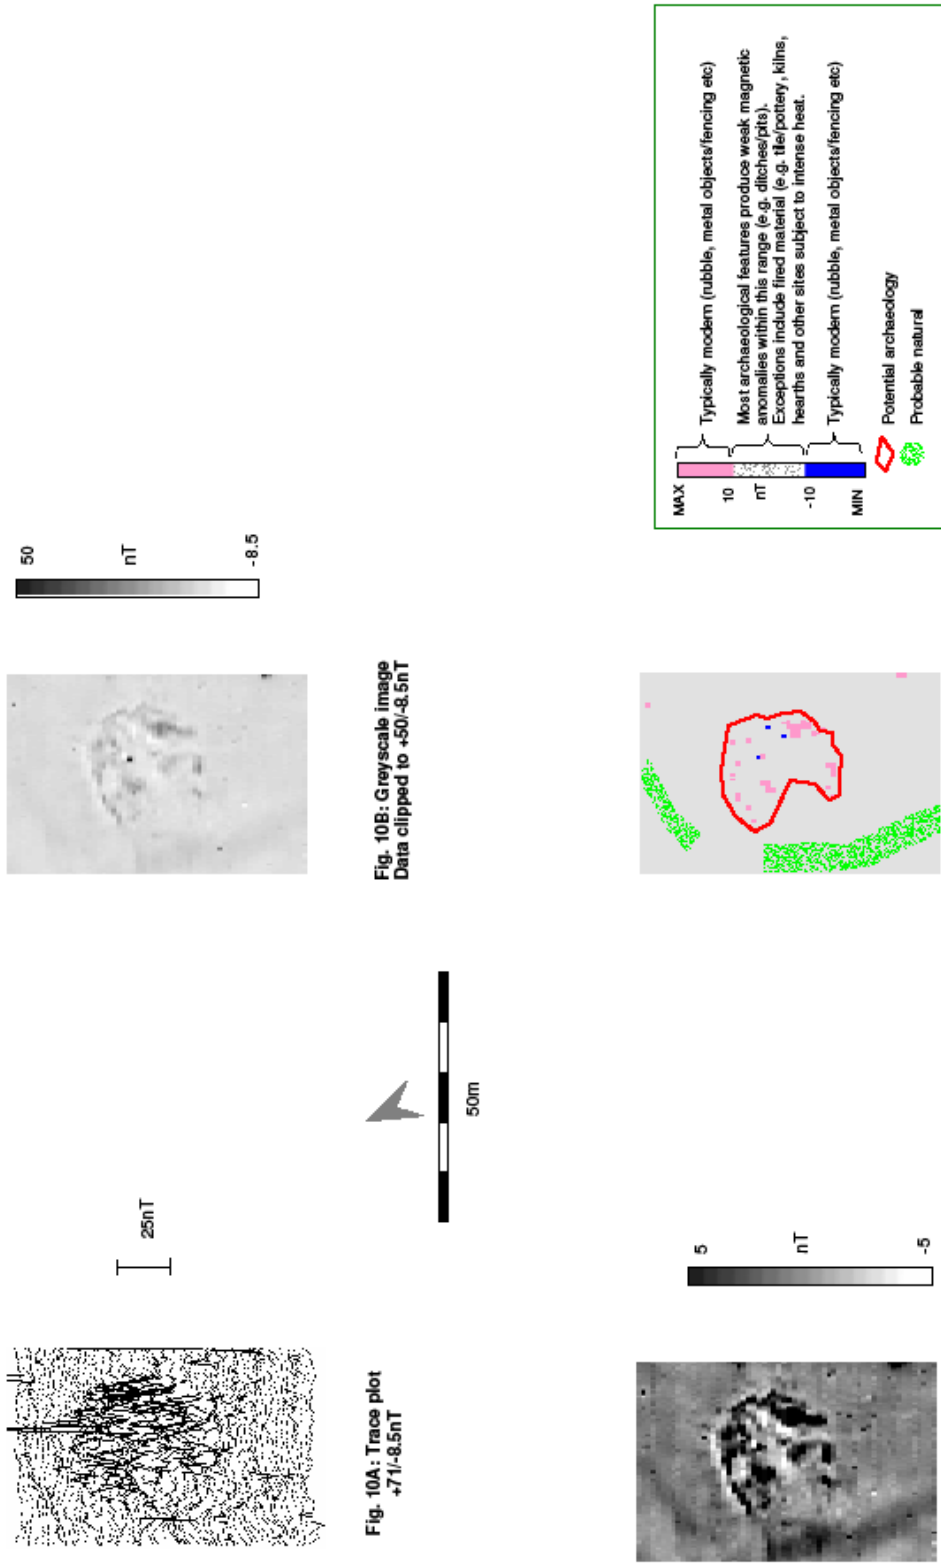 25nT
Fig. 10A: Trace plot
+71/-8.5nT
50
nT
-8.5
Fig. 10B: Greyscale image
Data clipped to +50/-8.5nT
50m
5
nT
-5
MAX
10
nT
-10
MIN
Typically modern (rubble, metal objects/fencing etc)
Most archaeological features produce weak magnetic
anomalies within this range (e.g. ditches/pits).
Exceptions include fired material (e.g. tile/pottery, kilns,
hearths and other sites subject to intense heat.
Typically modern (rubble, metal objects/fencing etc)
Potential archaeology
Probable natural